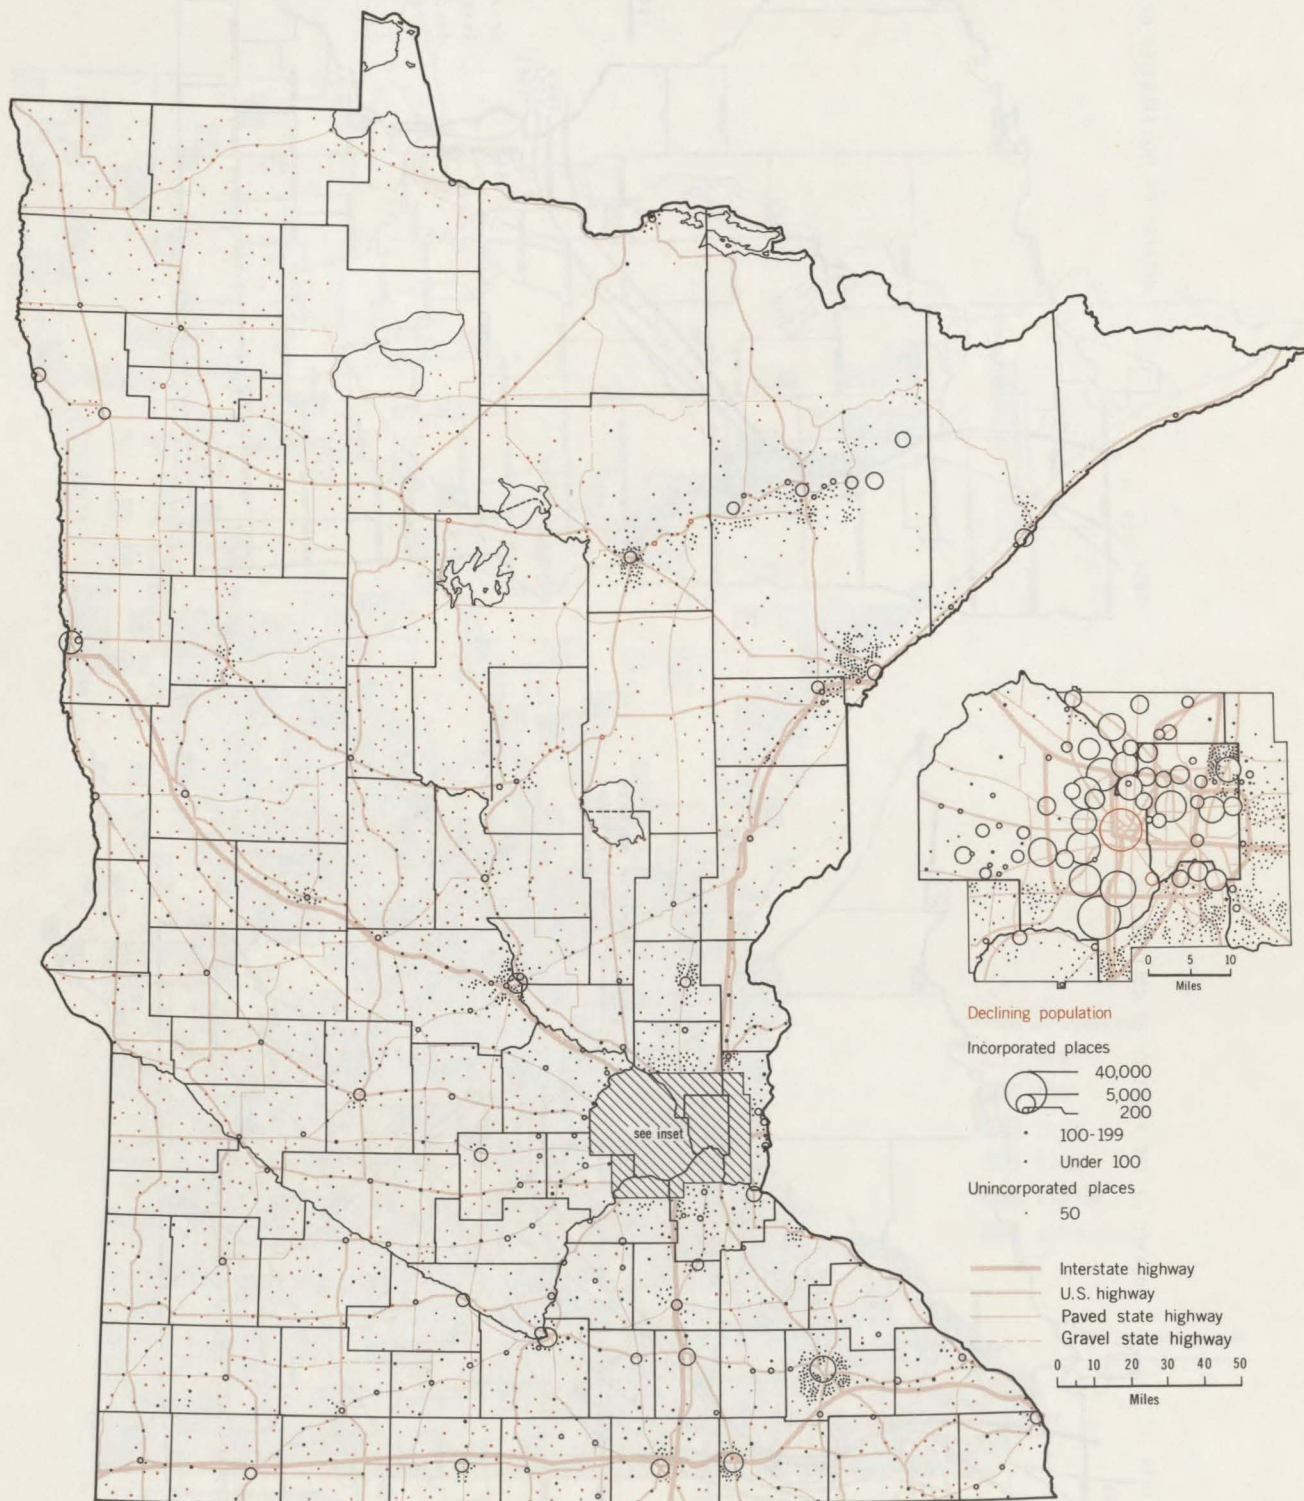 see inset
0 5 10
Miles
Declining population
Incorporated places
40,000
5,000
200
100-199
Under 100
Unincorporated places
50
Interstate highway
U.S. highway
Paved state highway
Gravel state highway
0 10 20 30 40 50
Miles